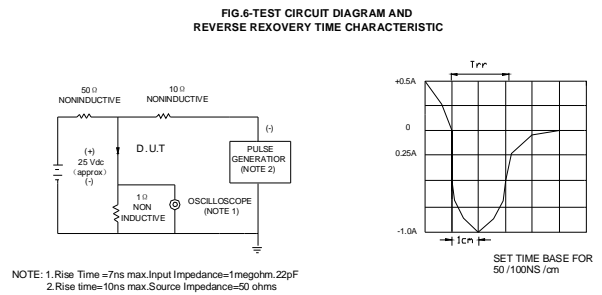 FIG.6-TEST CIRCUIT DIAGRAM AND
REVERSE REXOVERY TIME CHARACTERISTIC
50Ω
NONINDUCTIVE
10Ω
NONINDUCTIVE
(+)
25 Vdc
(approx)
(-)
D.U.T
(-)
PULSE
GENERATIOR
(NOTE 2)
1Ω
NON
INDUCTIVE
OSCILLOSCOPE
(NOTE 1)
NOTE: 1.Rise Time =7ns max.Input Impedance=1megohm.22pF
2.Rise time=10ns max.Source Impedance=50 ohms
Trr
+0.5A
0
0.25A
-1.0A
1cm
SET TIME BASE FOR
50 /100NS /cm